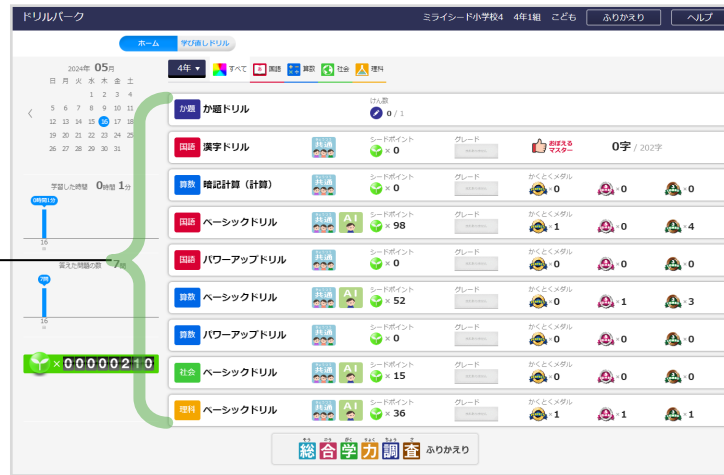 ドリルパーク
ミライシード小学校4 4年1組 こども ふりかえり ヘルプ
ホーム 学び直しドリル
2024年 05月
日 月 火 水 木 金 土
1 2 3 4
5 6 7 8 9 10 11
12 13 14 15 16 17 18
19 20 21 22 23 24 25
26 27 28 29 30 31
学習した時間 0時間 1分
0時間1分
16
答えた問題の数 7問
7問
16
×00000210
4年 ▼ すべて 国語 算数 社会 理科
か題 か題ドリル けん数 0 / 1
国語 漢字ドリル 共通 シードポイント × 0 グレード おぼえるマスター 0字 / 202字
算数 暗記計算(計算) 共通 シードポイント × 0 グレード かくとくメダル ×0 ×0 ×0
国語 ベーシックドリル 共通 AI シードポイント × 98 グレード かくとくメダル ×1 ×0 ×4
国語 パワーアップドリル 共通 シードポイント × 0 グレード かくとくメダル ×0 ×0 ×0
算数 ベーシックドリル 共通 AI シードポイント × 52 グレード かくとくメダル ×0 ×1 ×3
算数 パワーアップドリル 共通 シードポイント × 0 グレード かくとくメダル ×0 ×0 ×0
社会 ベーシックドリル 共通 AI シードポイント × 15 グレード かくとくメダル ×0 ×0 ×0
理科 ベーシックドリル 共通 AI シードポイント × 36 グレード かくとくメダル ×1 ×1 ×1
総合学力調査 ふりかえり